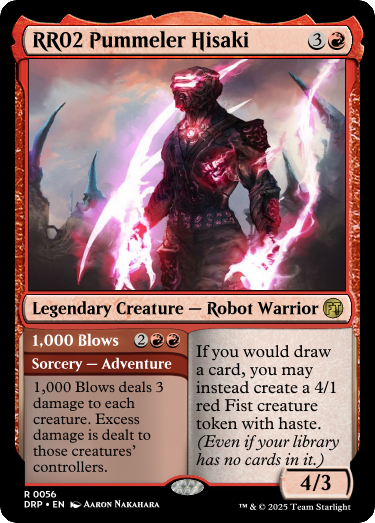 RR02 Pummeler Hisaki 3
Legendary Creature — Robot Warrior
1,000 Blows 2
Sorcery — Adventure
1,000 Blows deals 3
damage to each
creature. Excess
damage is dealt to
those creatures'
controllers.
If you would draw
a card, you may
instead create a 4/1
red Fist creature
token with haste.
(Even if your library
has no cards in it.)
4/3
R 0056
DRP • EN Aaron Nakahara
™ & © 2025 Team Starlight